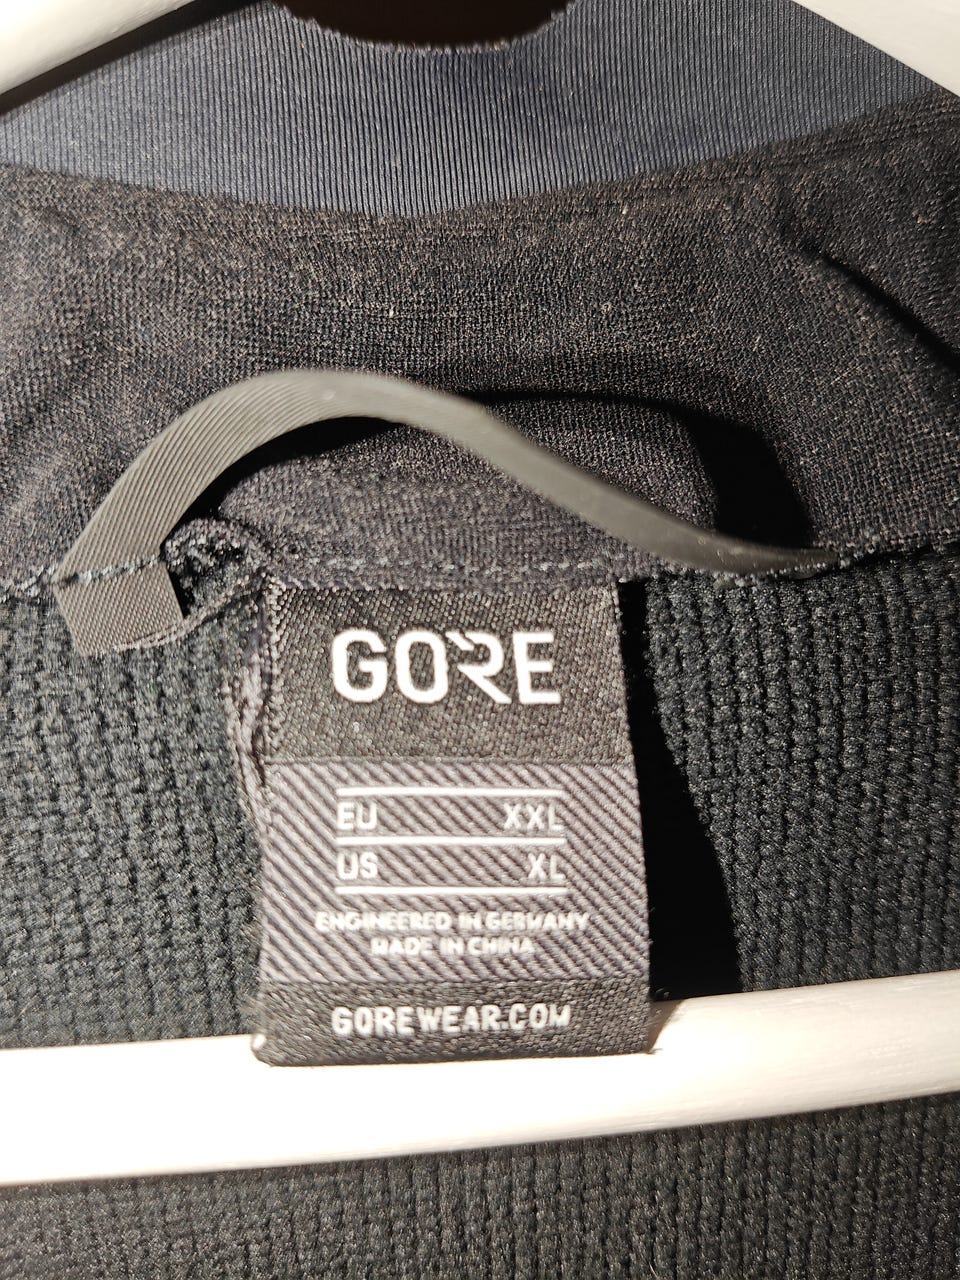 GORE
EU XXL
US XL
ENGINEERED IN GERMANY
MADE IN CHINA
GOREWEAR.COM